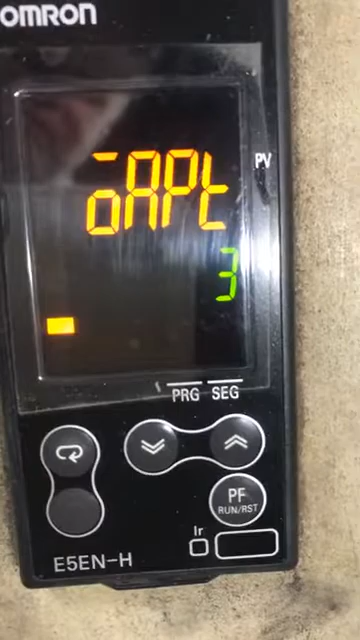 OMRON
PV
oAPt
3
PRG SEG
PF
RUN/RST
Ir
E5EN-H